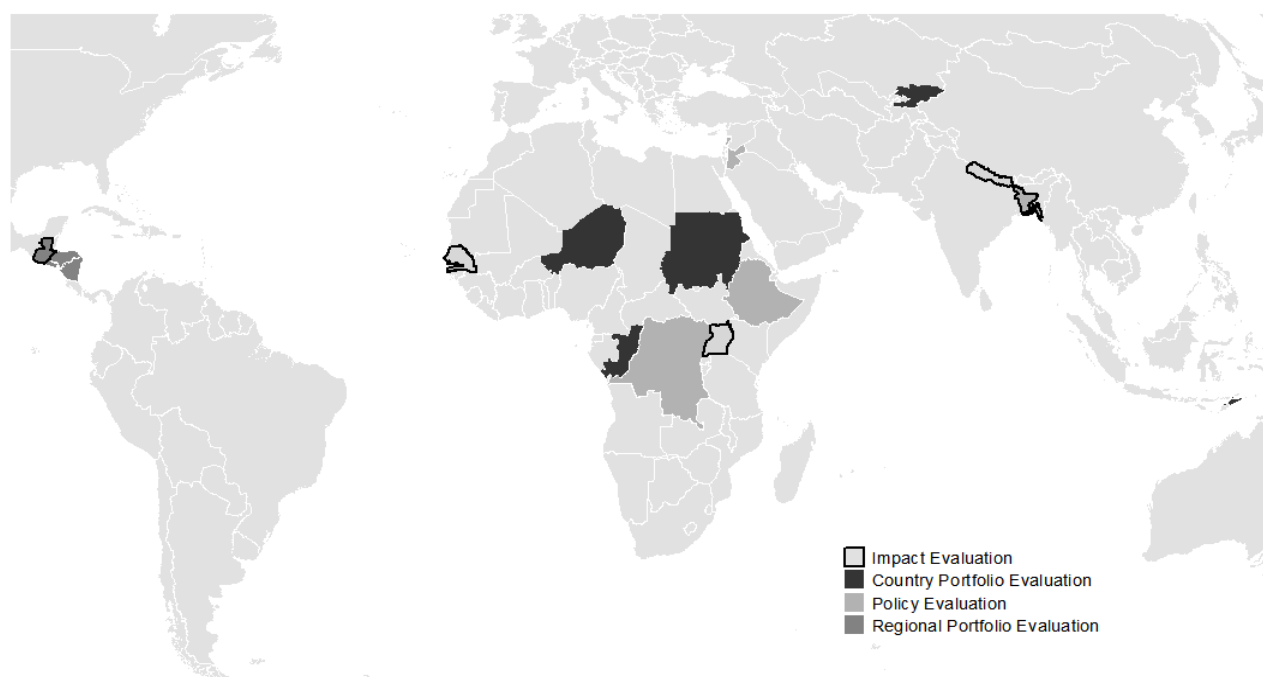 Impact Evaluation
Country Portfolio Evaluation
Policy Evaluation
Regional Portfolio Evaluation